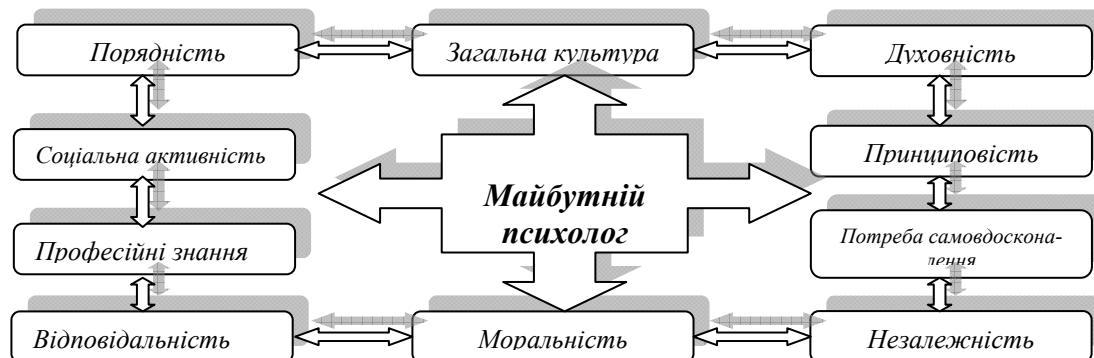 Порядність
Загальна культура
Духовність
Соціальна активність
Принциповість
Майбутній
психолог
Професійні знання
Потреба самовдоскона-
лення
Відповідальність
Моральність
Незалежність